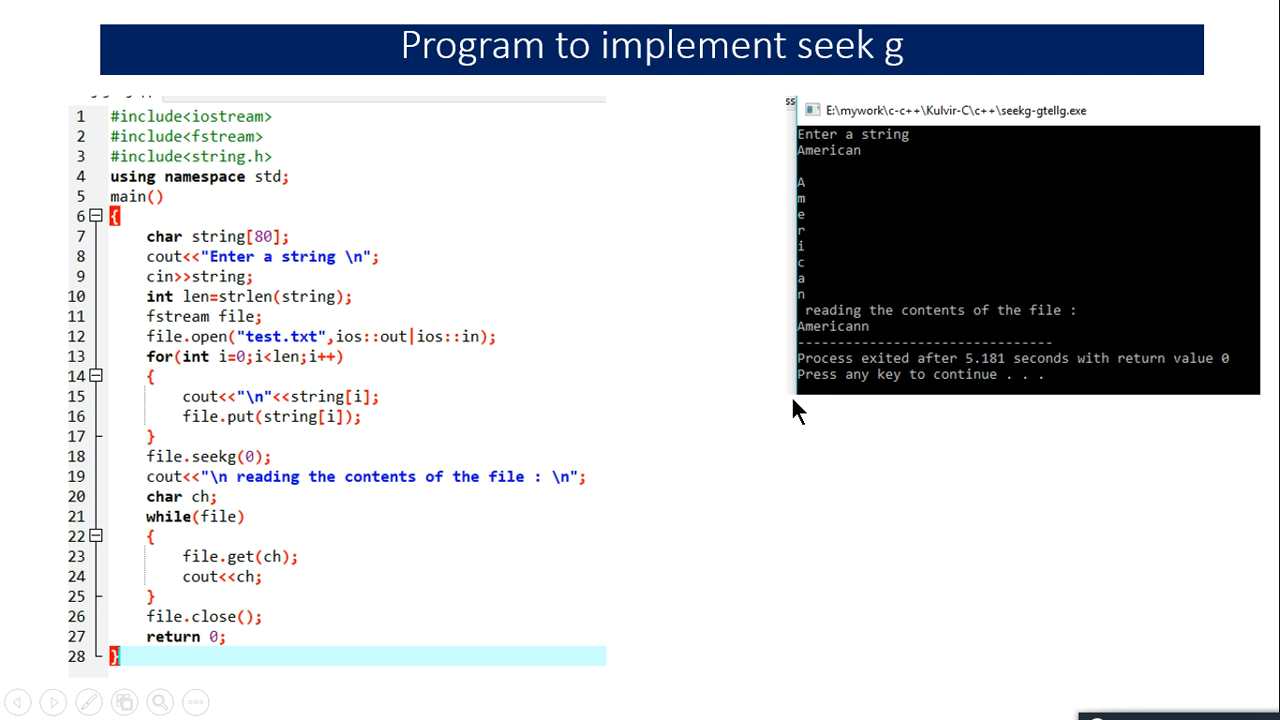 Program to implement seek g
1 #include<iostream>
2 #include<fstream>
3 #include<string.h>
4 using namespace std;
5 main()
6 {
7 char string[80];
8 cout<<"Enter a string \n";
9 cin>>string;
10 int len=strlen(string);
11 fstream file;
12 file.open("test.txt",ios::out|ios::in);
13 for(int i=0;i<len;i++)
14 {
15 cout<<"\n"<<string[i];
16 file.put(string[i]);
17 }
18 file.seekg(0);
19 cout<<"\n reading the contents of the file : \n";
20 char ch;
21 while(file)
22 {
23 file.get(ch);
24 cout<<ch;
25 }
26 file.close();
27 return 0;
28 }
ss
E:\mywork\c-c++\Kulvir-C\c++\seekg-gtellg.exe
Enter a string
American
A
m
e
r
i
c
a
n
reading the contents of the file :
Americann
--------------------------------
Process exited after 5.181 seconds with return value 0
Press any key to continue . . .